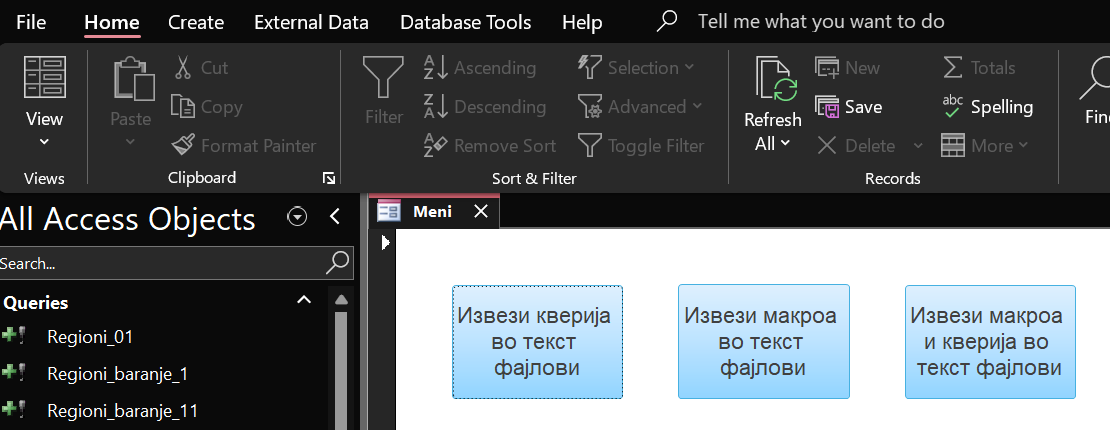 File Home Create External Data Database Tools Help Tell me what you want to do
View
Views
Paste
Cut
Copy
Format Painter
Clipboard
Filter
Ascending
Descending
Remove Sort
Selection
Advanced
Toggle Filter
Sort & Filter
Refresh
All
New
Save
Delete
Totals
Spelling
More
Records
All Access Objects
Search...
Queries
Regioni_01
Regioni_baranje_1
Regioni_baranje_11
Meni
Извези кверија
во текст
фајлови
Извези макроа
во текст
фајлови
Извези макроа
и кверија во
текст фајлови